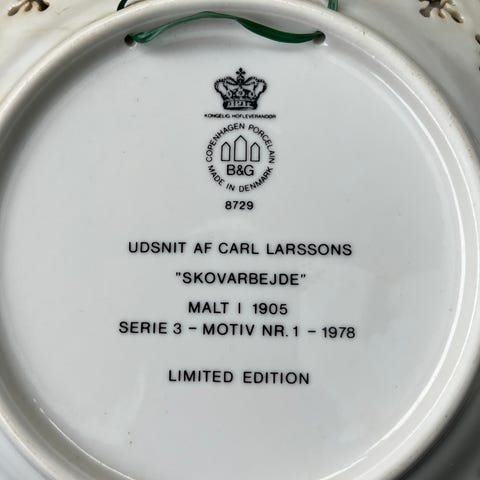 KONGELIG HOFLEVERANDØR
COPENHAGEN PORCELAIN
B&G
MADE IN DENMARK
8729
UDSNIT AF CARL LARSSONS
"SKOVARBEJDE"
MALT I 1905
SERIE 3 - MOTIV NR. 1 - 1978
LIMITED EDITION